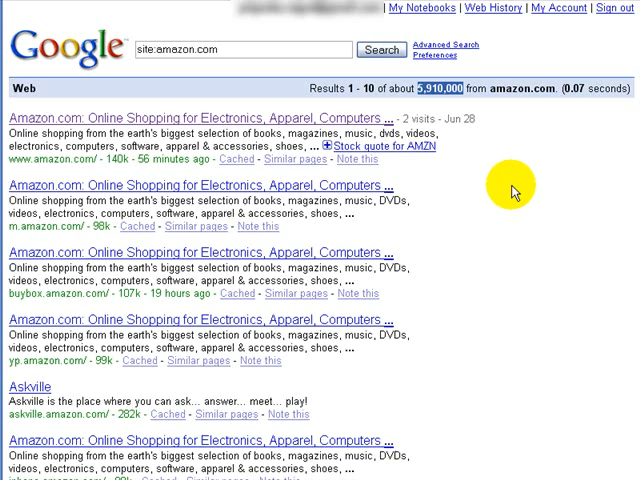 | My Notebooks | Web History | My Account | Sign out
Google™ site:amazon.com Search Advanced Search
Preferences
Web Results 1 - 10 of about 5,910,000 from amazon.com. (0.07 seconds)
Amazon.com: Online Shopping for Electronics, Apparel, Computers ... - 2 visits - Jun 28
Online shopping from the earth's biggest selection of books, magazines, music, dvds, videos,
electronics, computers, software, apparel & accessories, shoes, ... Stock quote for AMZN
www.amazon.com/ - 140k - 56 minutes ago - Cached - Similar pages - Note this
Amazon.com: Online Shopping for Electronics, Apparel, Computers ...
Online shopping from the earth's biggest selection of books, magazines, music, DVDs,
videos, electronics, computers, software, apparel & accessories, shoes, ...
m.amazon.com/ - 98k - Cached - Similar pages - Note this
Amazon.com: Online Shopping for Electronics, Apparel, Computers ...
Online shopping from the earth's biggest selection of books, magazines, music, DVDs,
videos, electronics, computers, software, apparel & accessories, shoes, ...
buybox.amazon.com/ - 107k - 19 hours ago - Cached - Similar pages - Note this
Amazon.com: Online Shopping for Electronics, Apparel, Computers ...
Online shopping from the earth's biggest selection of books, magazines, music, DVDs,
videos, electronics, computers, software, apparel & accessories, shoes, ...
yp.amazon.com/ - 99k - Cached - Similar pages - Note this
Askville
Askville is the place where you can ask... answer... meet... play!
askville.amazon.com/ - 282k - Cached - Similar pages - Note this
Amazon.com: Online Shopping for Electronics, Apparel, Computers ...
Online shopping from the earth's biggest selection of books, magazines, music, DVDs,
videos, electronics, computers, software, apparel & accessories, shoes, ...